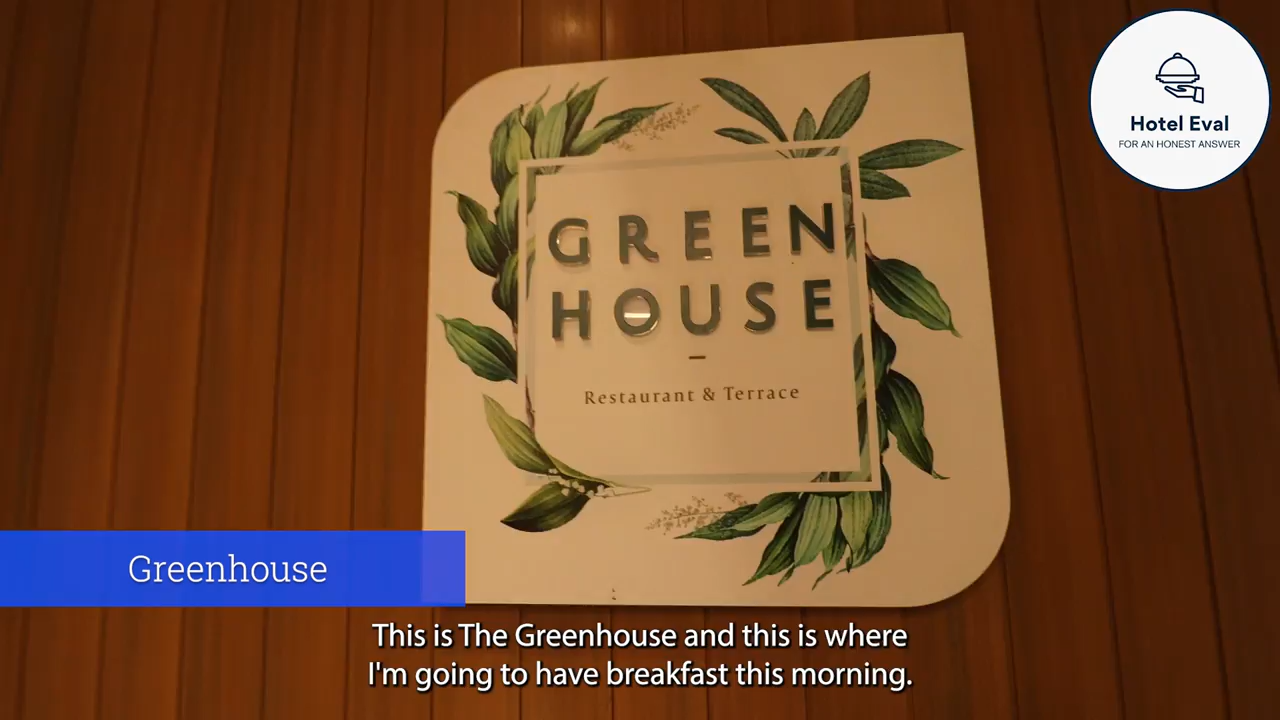 Hotel Eval
FOR AN HONEST ANSWER
GREEN
HOUSE
Restaurant & Terrace
Greenhouse
This is The Greenhouse and this is where
I'm going to have breakfast this morning.